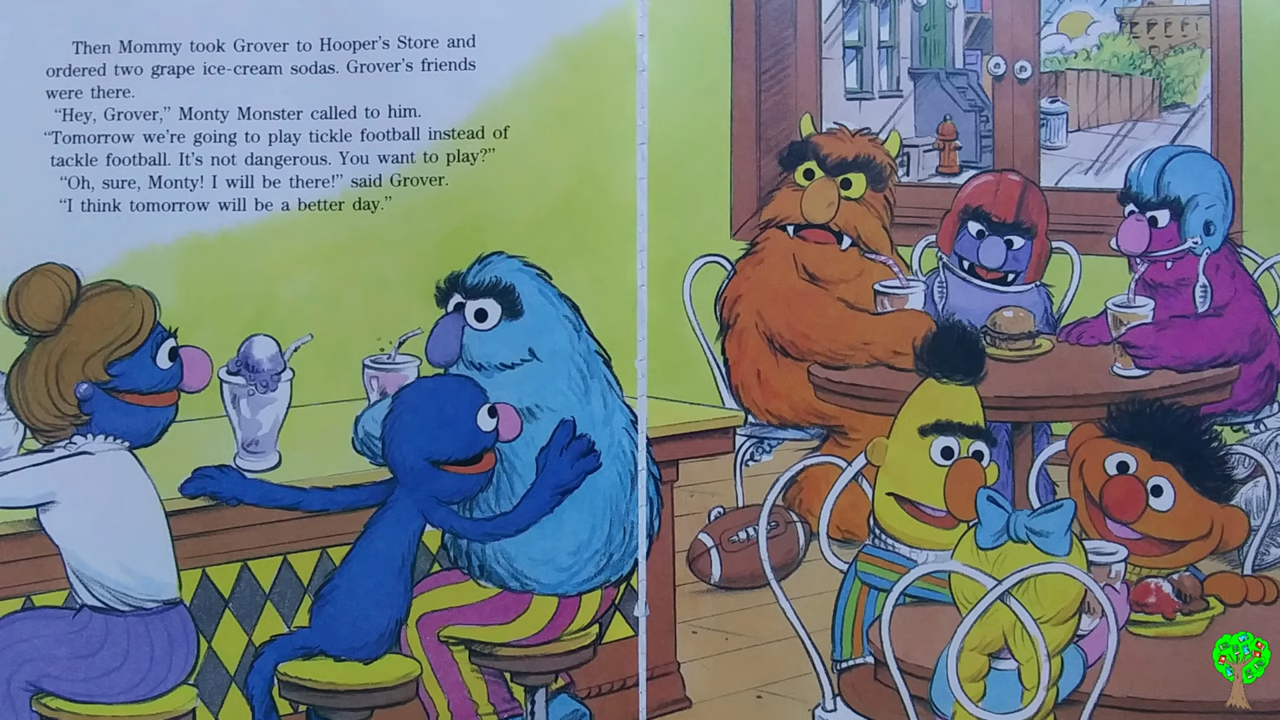 Then Mommy took Grover to Hooper's Store and
ordered two grape ice-cream sodas. Grover's friends
were there.
“Hey, Grover,” Monty Monster called to him.
“Tomorrow we're going to play tickle football instead of
tackle football. It's not dangerous. You want to play?”
“Oh, sure, Monty! I will be there!” said Grover.
“I think tomorrow will be a better day.”